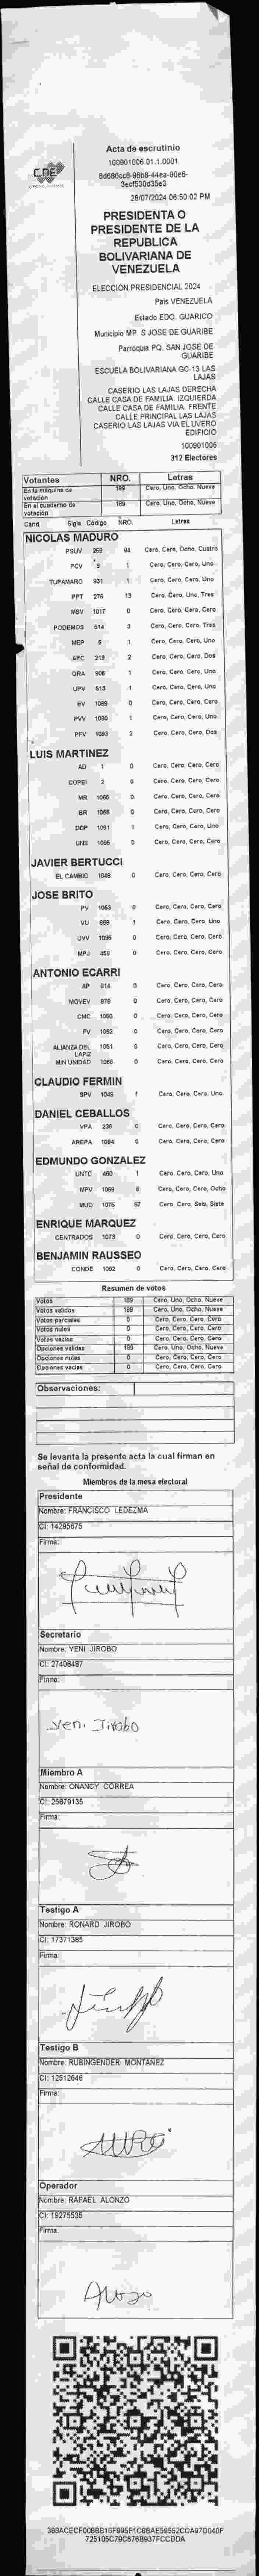 CNE
Acta de escrutinio
100901006.01.1.0001
28/07/2024 06:50:02 PM
PRESIDENTA O
PRESIDENTE DE LA
REPUBLICA
BOLIVARIANA DE
VENEZUELA
ELECCIÓN PRESIDENCIAL 2024
País VENEZUELA
Estado EDO. GUARICO
Municipio MP. S JOSE DE GUARIBE
Parroquia PQ. SAN JOSE DE
GUARIBE
ESCUELA BOLIVARIANA GC-13 LAS
LAJAS
CASERIO LAS LAJAS DERECHA
CALLE CASA DE FAMILIA. IZQUIERDA
CALLE CASA DE FAMILIA. FRENTE
CALLE PRINCIPAL LAS LAJAS
CASERIO LAS LAJAS VIA EL UVERO
EDIFICIO
100901006
312 Electores
Votantes NRO. Letras
En la máquina de votación 189 Cero, Uno, Ocho, Nueve
En el cuaderno de votación 189 Cero, Uno, Ocho, Nueve
Cand. Sigla Código NRO. Letras
NICOLAS MADURO
PSUV 269 84 Cero, Cero, Ocho, Cuatro
PCV 9 1 Cero, Cero, Cero, Uno
TUPAMARO 931 1 Cero, Cero, Cero, Uno
PPT 276 13 Cero, Cero, Uno, Tres
MSV 1017 0 Cero, Cero, Cero, Cero
PODEMOS 514 3 Cero, Cero, Cero, Tres
MEP 6 1 Cero, Cero, Cero, Uno
APC 219 2 Cero, Cero, Cero, Dos
ORA 906 1 Cero, Cero, Cero, Uno
UPV 613 1 Cero, Cero, Cero, Uno
EV 1089 0 Cero, Cero, Cero, Cero
PVV 1090 1 Cero, Cero, Cero, Uno
PFV 1093 2 Cero, Cero, Cero, Dos
LUIS MARTINEZ
AD 1 0 Cero, Cero, Cero, Cero
COPEI 2 0 Cero, Cero, Cero, Cero
MR 1066 0 Cero, Cero, Cero, Cero
BR 1065 0 Cero, Cero, Cero, Cero
DDP 1091 1 Cero, Cero, Cero, Uno
UNE 1096 0 Cero, Cero, Cero, Cero
JAVIER BERTUCCI
EL CAMBIO 1048 0 Cero, Cero, Cero, Cero
JOSE BRITO
PV 1053 0 Cero, Cero, Cero, Cero
VU 869 1 Cero, Cero, Cero, Uno
UVV 1095 0 Cero, Cero, Cero, Cero
MPJ 458 0 Cero, Cero, Cero, Cero
ANTONIO ECARRI
AP 814 0 Cero, Cero, Cero, Cero
MOVEV 978 0 Cero, Cero, Cero, Cero
CMC 1050 0 Cero, Cero, Cero, Cero
FV 1052 0 Cero, Cero, Cero, Cero
ALIANZA DEL LAPIZ 1051 0 Cero, Cero, Cero, Cero
MIN UNIDAD 1068 0 Cero, Cero, Cero, Cero
CLAUDIO FERMIN
SPV 1049 1 Cero, Cero, Cero, Uno
DANIEL CEBALLOS
VPA 236 0 Cero, Cero, Cero, Cero
AREPA 1094 0 Cero, Cero, Cero, Cero
EDMUNDO GONZALEZ
UNTC 460 1 Cero, Cero, Cero, Uno
MPV 1069 8 Cero, Cero, Cero, Ocho
MUD 1075 67 Cero, Cero, Seis, Siete
ENRIQUE MARQUEZ
CENTRADOS 1073 0 Cero, Cero, Cero, Cero
BENJAMIN RAUSSEO
CONDE 1092 0 Cero, Cero, Cero, Cero
Resumen de votos
Votos 189 Cero, Uno, Ocho, Nueve
Votos válidos 189 Cero, Uno, Ocho, Nueve
Votos parciales 0 Cero, Cero, Cero, Cero
Votos nulos 0 Cero, Cero, Cero, Cero
Votos vacíos 0 Cero, Cero, Cero, Cero
Opciones validas 189 Cero, Uno, Ocho, Nueve
Opciones nulas 0 Cero, Cero, Cero, Cero
Opciones vacias 0 Cero, Cero, Cero, Cero
Observaciones:
Se levanta la presente acta la cual firman en
señal de conformidad.
Miembros de la mesa electoral
Presidente
Nombre: FRANCISCO LEDEZMA
CI: 14295675
Firma:
Secretario
Nombre: YENI JIROBO
CI: 27408487
Firma:
Yeni Jirobo
Miembro A
Nombre: ONANCY CORREA
CI: 25879135
Firma:
Testigo A
Nombre: RONARD JIROBO
CI: 17371385
Firma:
Testigo B
Nombre: RUBINGENDER MONTANEZ
CI: 12512646
Firma:
Operador
Nombre: RAFAEL ALONZO
CI: 19275535
Firma: